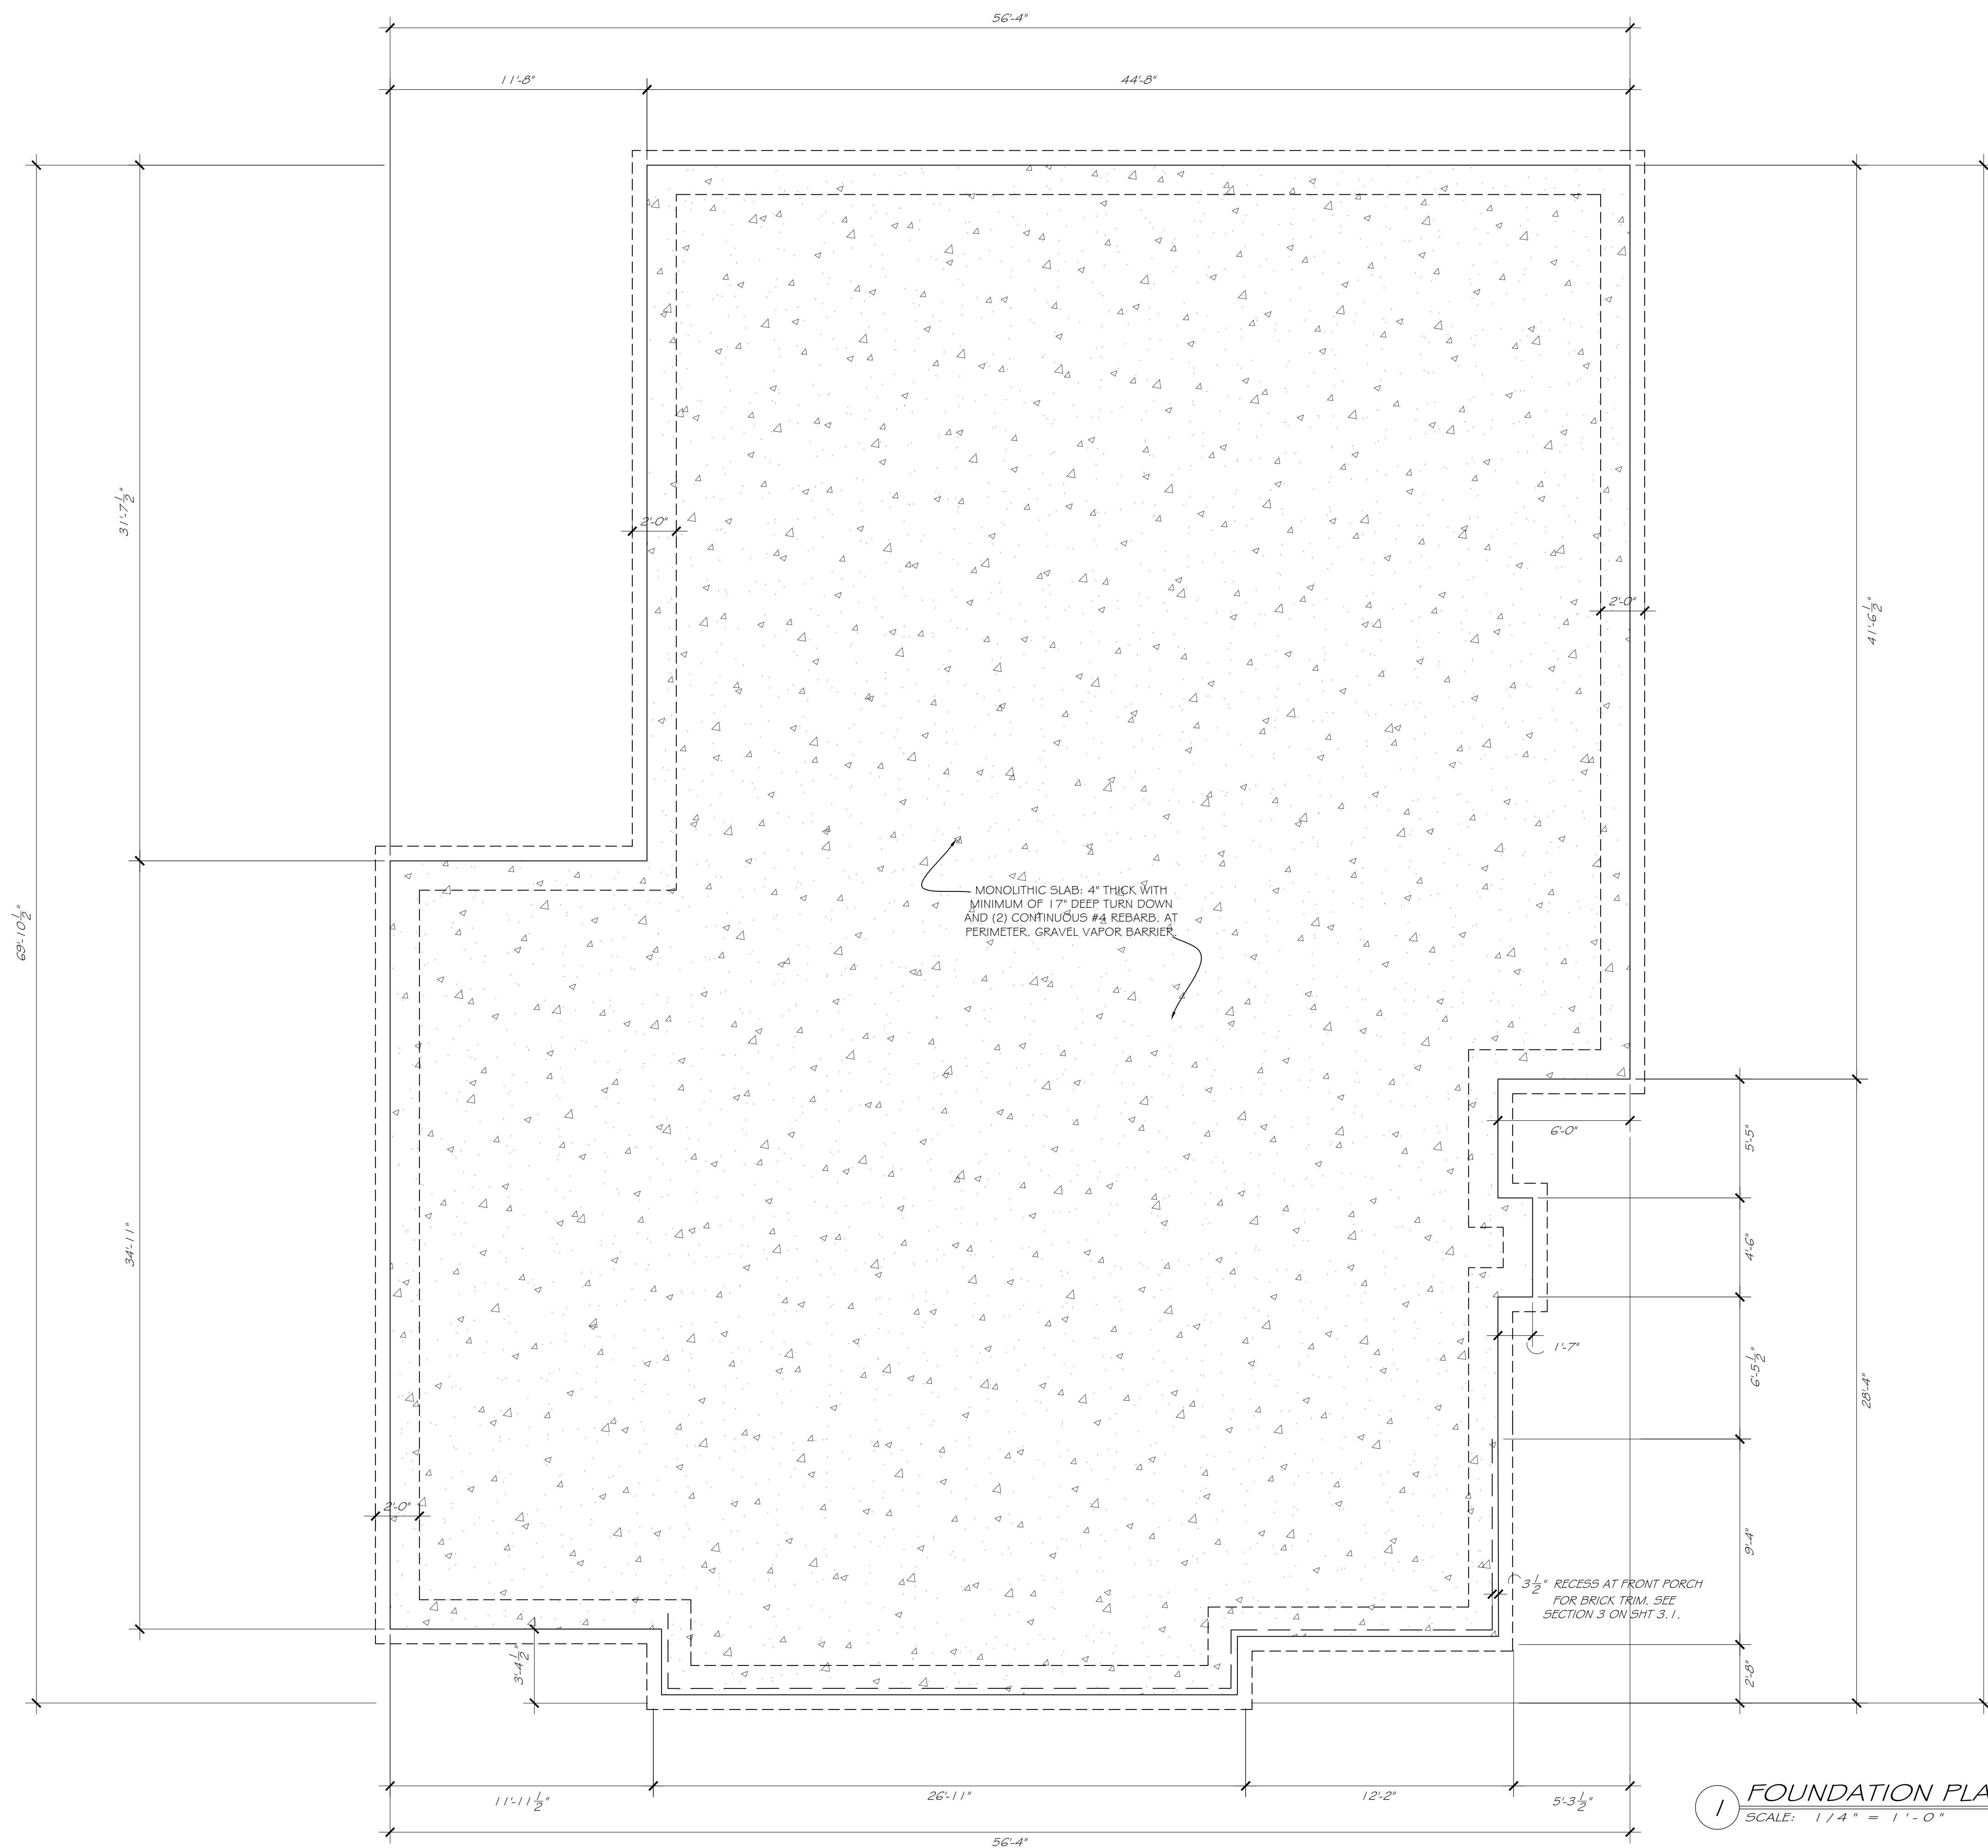 56'-4"
11'-8"
44'-8"
31'-7 1/2"
2'-0"
2'-0"
41'-6 1/2"
69'-10 1/2"
MONOLITHIC SLAB: 4" THICK WITH
MINIMUM OF 17" DEEP TURN DOWN
AND (2) CONTINUOUS #4 REBARB. AT
PERIMETER. GRAVEL VAPOR BARRIER.
6'-0"
5'-5"
34'-11"
4'-6"
1'-7"
6'-5 1/2"
28'-4"
2'-0"
9'-4"
3 1/2" RECESS AT FRONT PORCH
FOR BRICK TRIM. SEE
SECTION 3 ON SHT 3.1.
3'-4 1/2"
2'-8"
11'-11 1/2"
26'-11"
12'-2"
5'-3 1/2"
1 FOUNDATION PLA
SCALE: 1/4" = 1'-0"
56'-4"